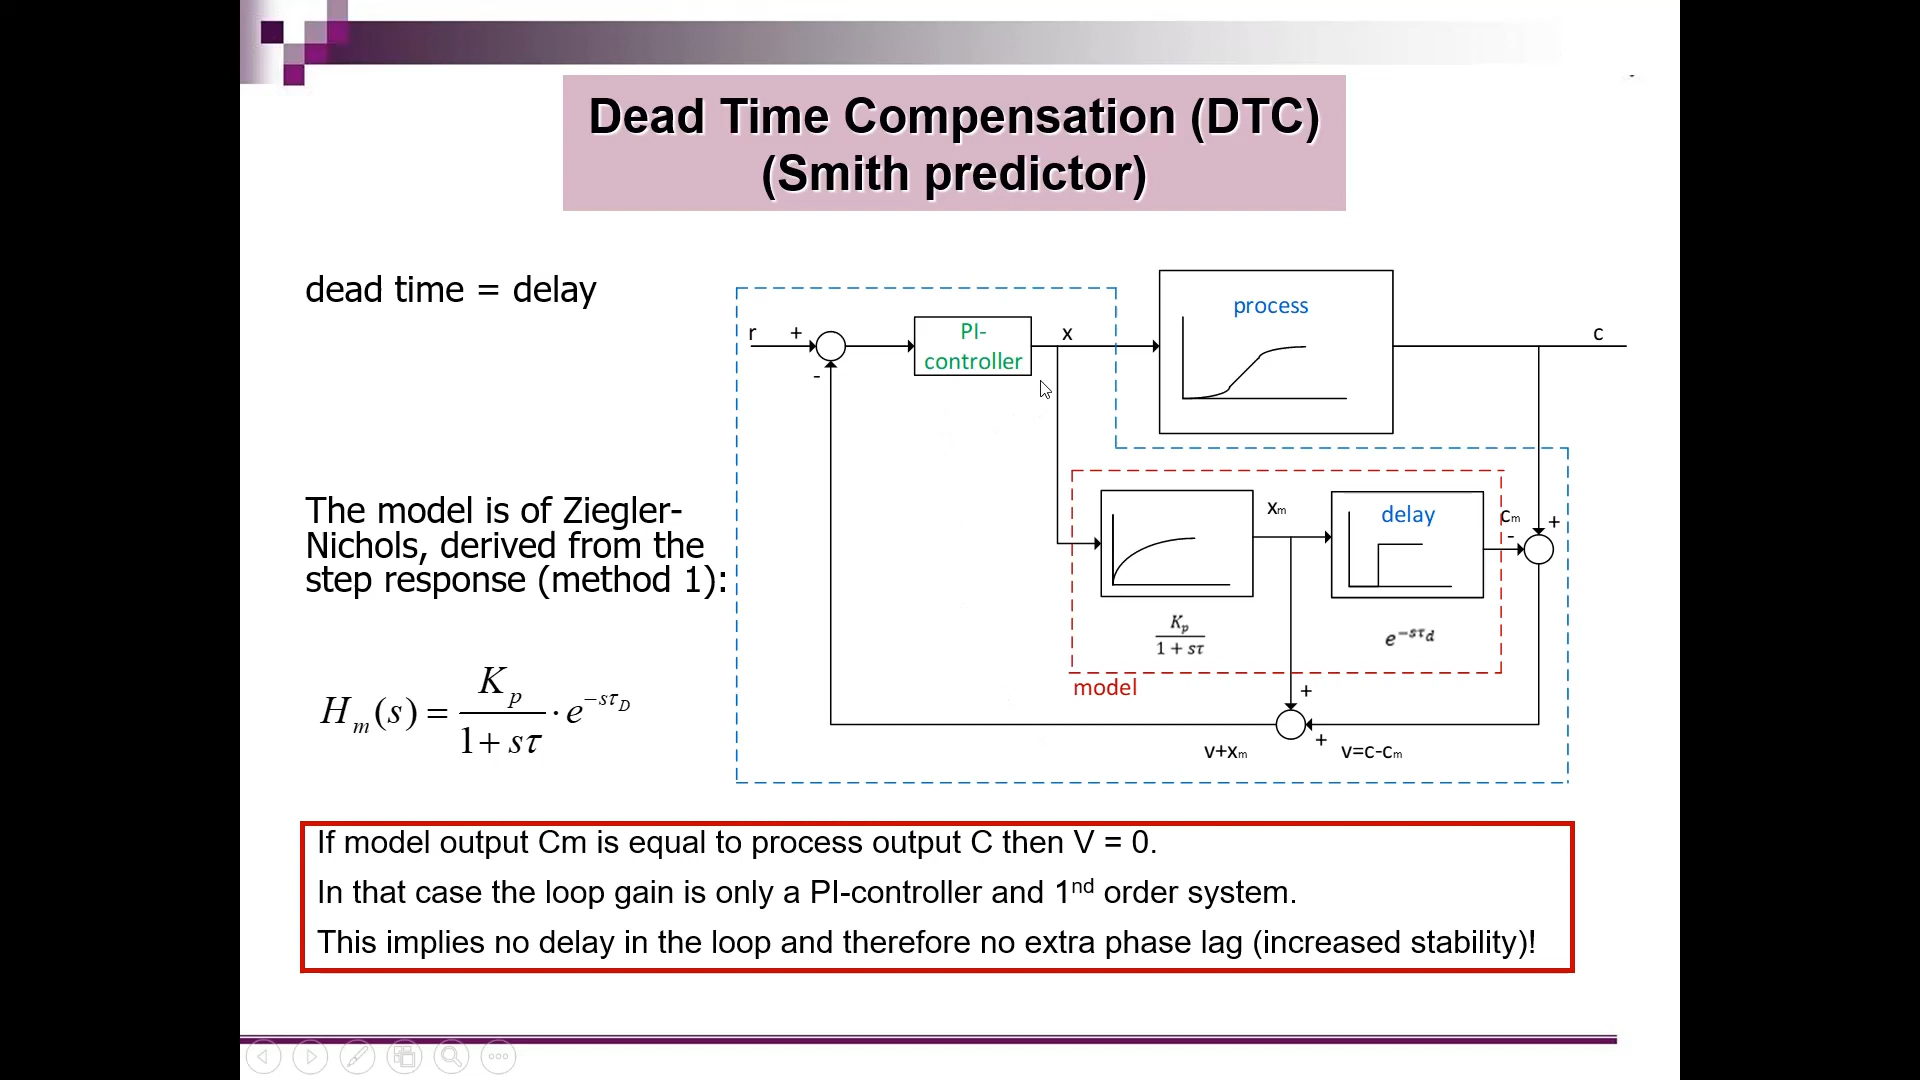 Dead Time Compensation (DTC)
(Smith predictor)
dead time = delay
The model is of Ziegler-
Nichols, derived from the
step response (method 1):
H_m(s) = K_p / (1 + sτ) · e^{−sτ_D}
r
+
-
PI-
controller
x
process
c
x_m
delay
c_m
+
-
K_p / (1 + sτ)
e^{−sτ_d}
model
+
+
v+x_m
v=c-c_m
If model output Cm is equal to process output C then V = 0.
In that case the loop gain is only a PI-controller and 1^nd order system.
This implies no delay in the loop and therefore no extra phase lag (increased stability)!